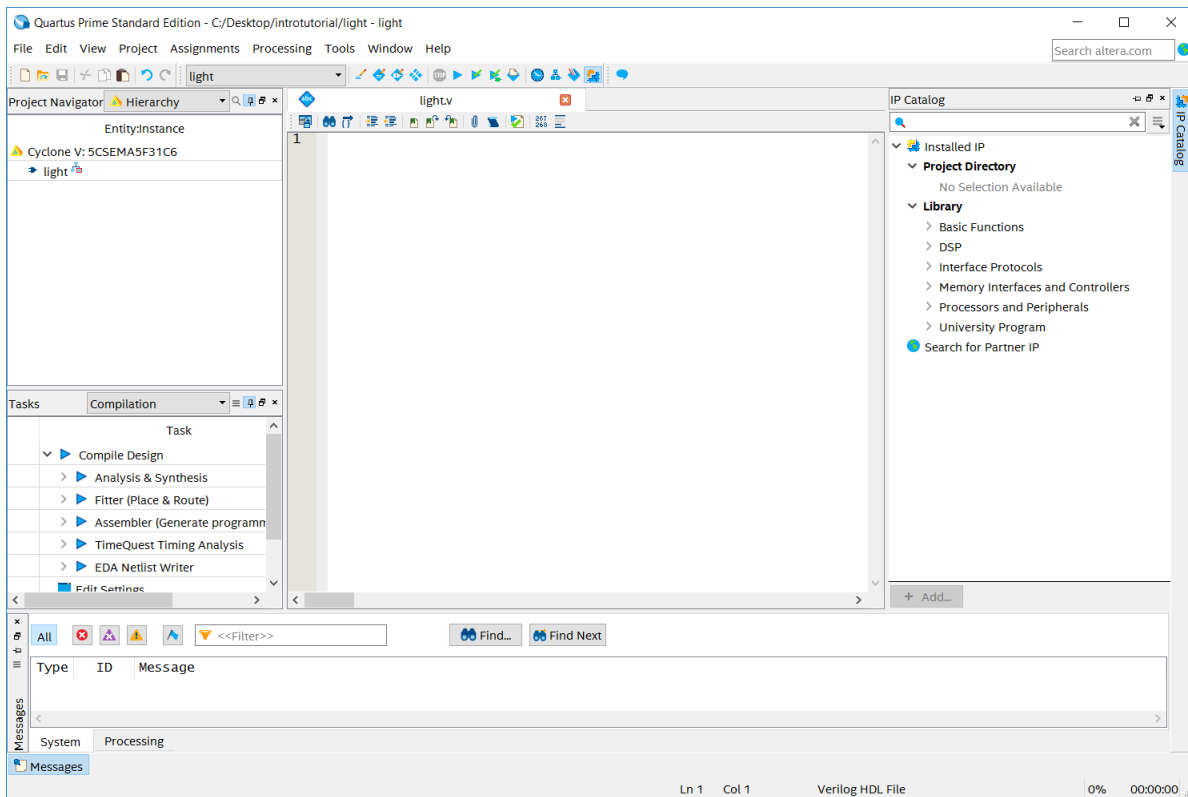 Quartus Prime Standard Edition - C:/Desktop/introtutorial/light - light
File Edit View Project Assignments Processing Tools Window Help
Search altera.com
light
Project Navigator Hierarchy
Entity:Instance
Cyclone V: 5CSEMA5F31C6
light
Tasks Compilation
Task
Compile Design
Analysis & Synthesis
Fitter (Place & Route)
Assembler (Generate programm
TimeQuest Timing Analysis
EDA Netlist Writer
Edit Settings
light.v
267
268
1
IP Catalog
Installed IP
Project Directory
No Selection Available
Library
Basic Functions
DSP
Interface Protocols
Memory Interfaces and Controllers
Processors and Peripherals
University Program
Search for Partner IP
+ Add...
IP Catalog
All <<Filter>> Find... Find Next
Type ID Message
Messages
System Processing
Messages
Ln 1 Col 1 Verilog HDL File 0% 00:00:00